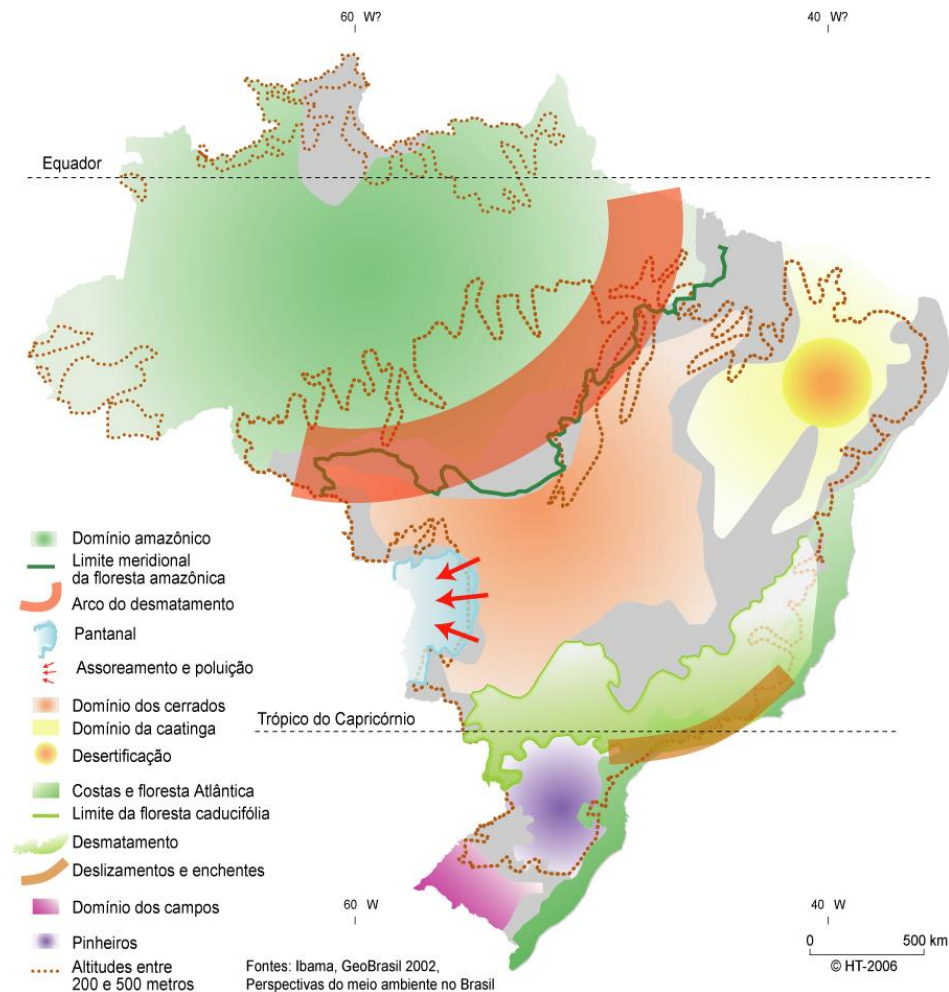 60 W?
40 W?
Equador
Domínio amazônico
Limite meridional
da floresta amazônica
Arco do desmatamento
Pantanal
Assoreamento e poluição
Domínio dos cerrados
Domínio da caatinga
Desertificação
Trópico do Capricórnio
Costas e floresta Atlântica
Limite da floresta caducifólia
Desmatamento
Deslizamentos e enchentes
Domínio dos campos
Pinheiros
Altitudes entre
200 e 500 metros
Fontes: Ibama, GeoBrasil 2002,
Perspectivas do meio ambiente no Brasil
60 W
40 W
0 500 km
© HT-2006